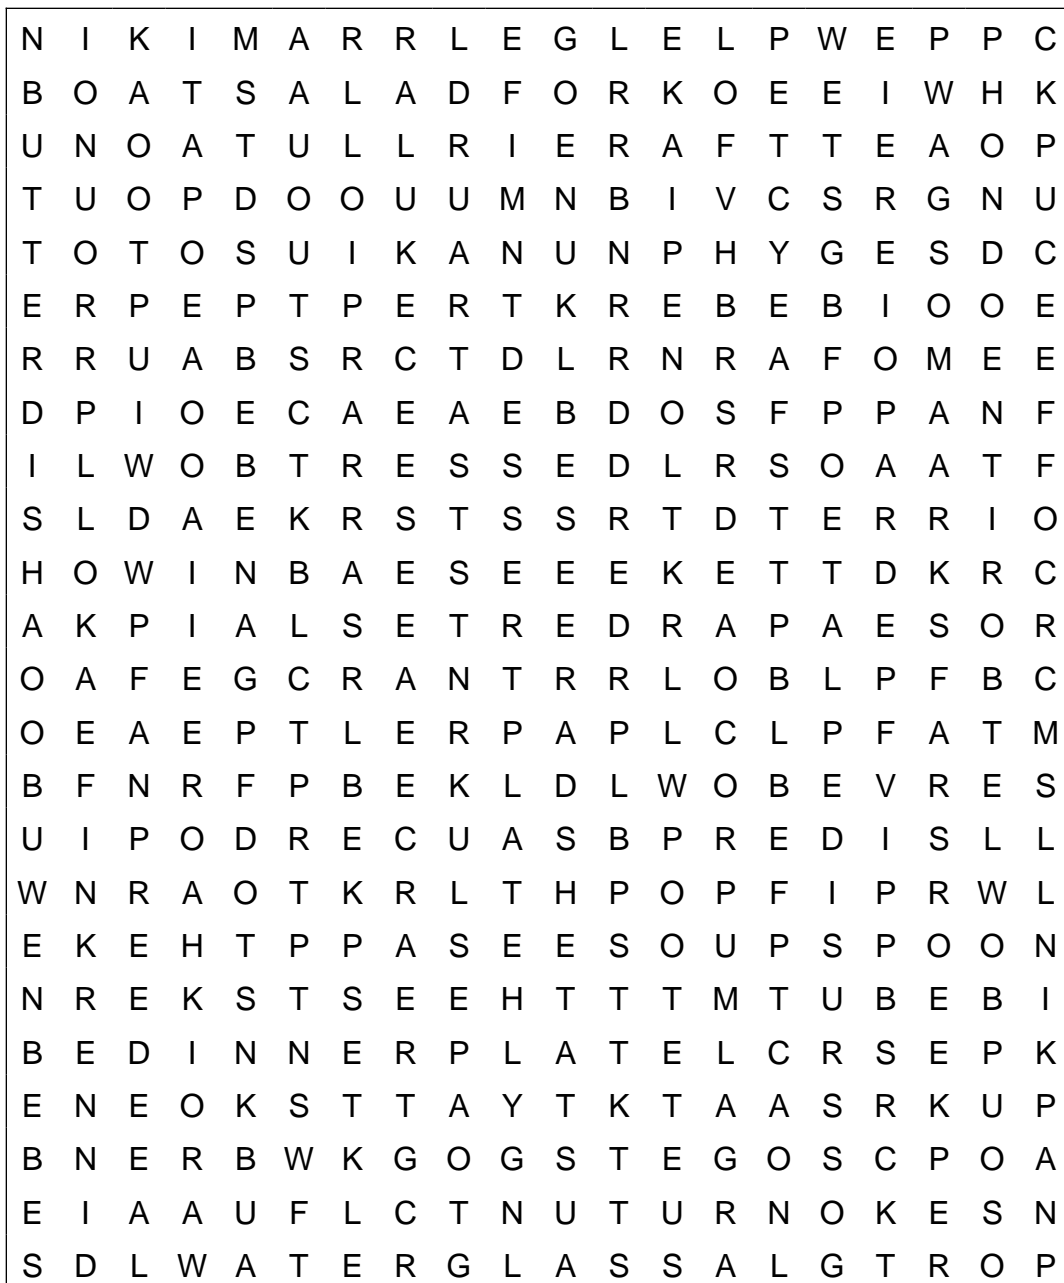 N I K I M A R R L E G L E L P W E P P C
B O A T S A L A D F O R K O E E I W H K
U N O A T U L L R I E R A F T T E A O P
T U O P D O O U U M N B I V C S R G N U
T O T O S U I K A N U N P H Y G E S D C
E R P E P T P E R T K R E B E B I O O E
R R U A B S R C T D L R N R A F O M E E
D P I O E C A E A E B D O S F P P A N F
I L W O B T R E S S E D L R S O A A T F
S L D A E K R S T S S R T D T E R R I O
H O W I N B A E S E E E K E T T D K R C
A K P I A L S E T R E D R A P A E S O R
O A F E G C R A N T R R L O B L P F B C
O E A E P T L E R P A P L C L P F A T M
B F N R F P B E K L D L W O B E V R E S
U I P O D R E C U A S B P R E D I S L L
W N R A O T K R L T H P O P F I P R W L
E K E H T P P A S E E S O U P S P O O N
N R E K S T S E E H T T T M T U B E B I
B E D I N N E R P L A T E L C R S E P K
E N E O K S T T A Y T K T A A S R K U P
B N E R B W K G O G S T E G O S C P O A
E I A A U F L C T N U T U R N O K E S N
S D L W A T E R G L A S S A L G T R O P